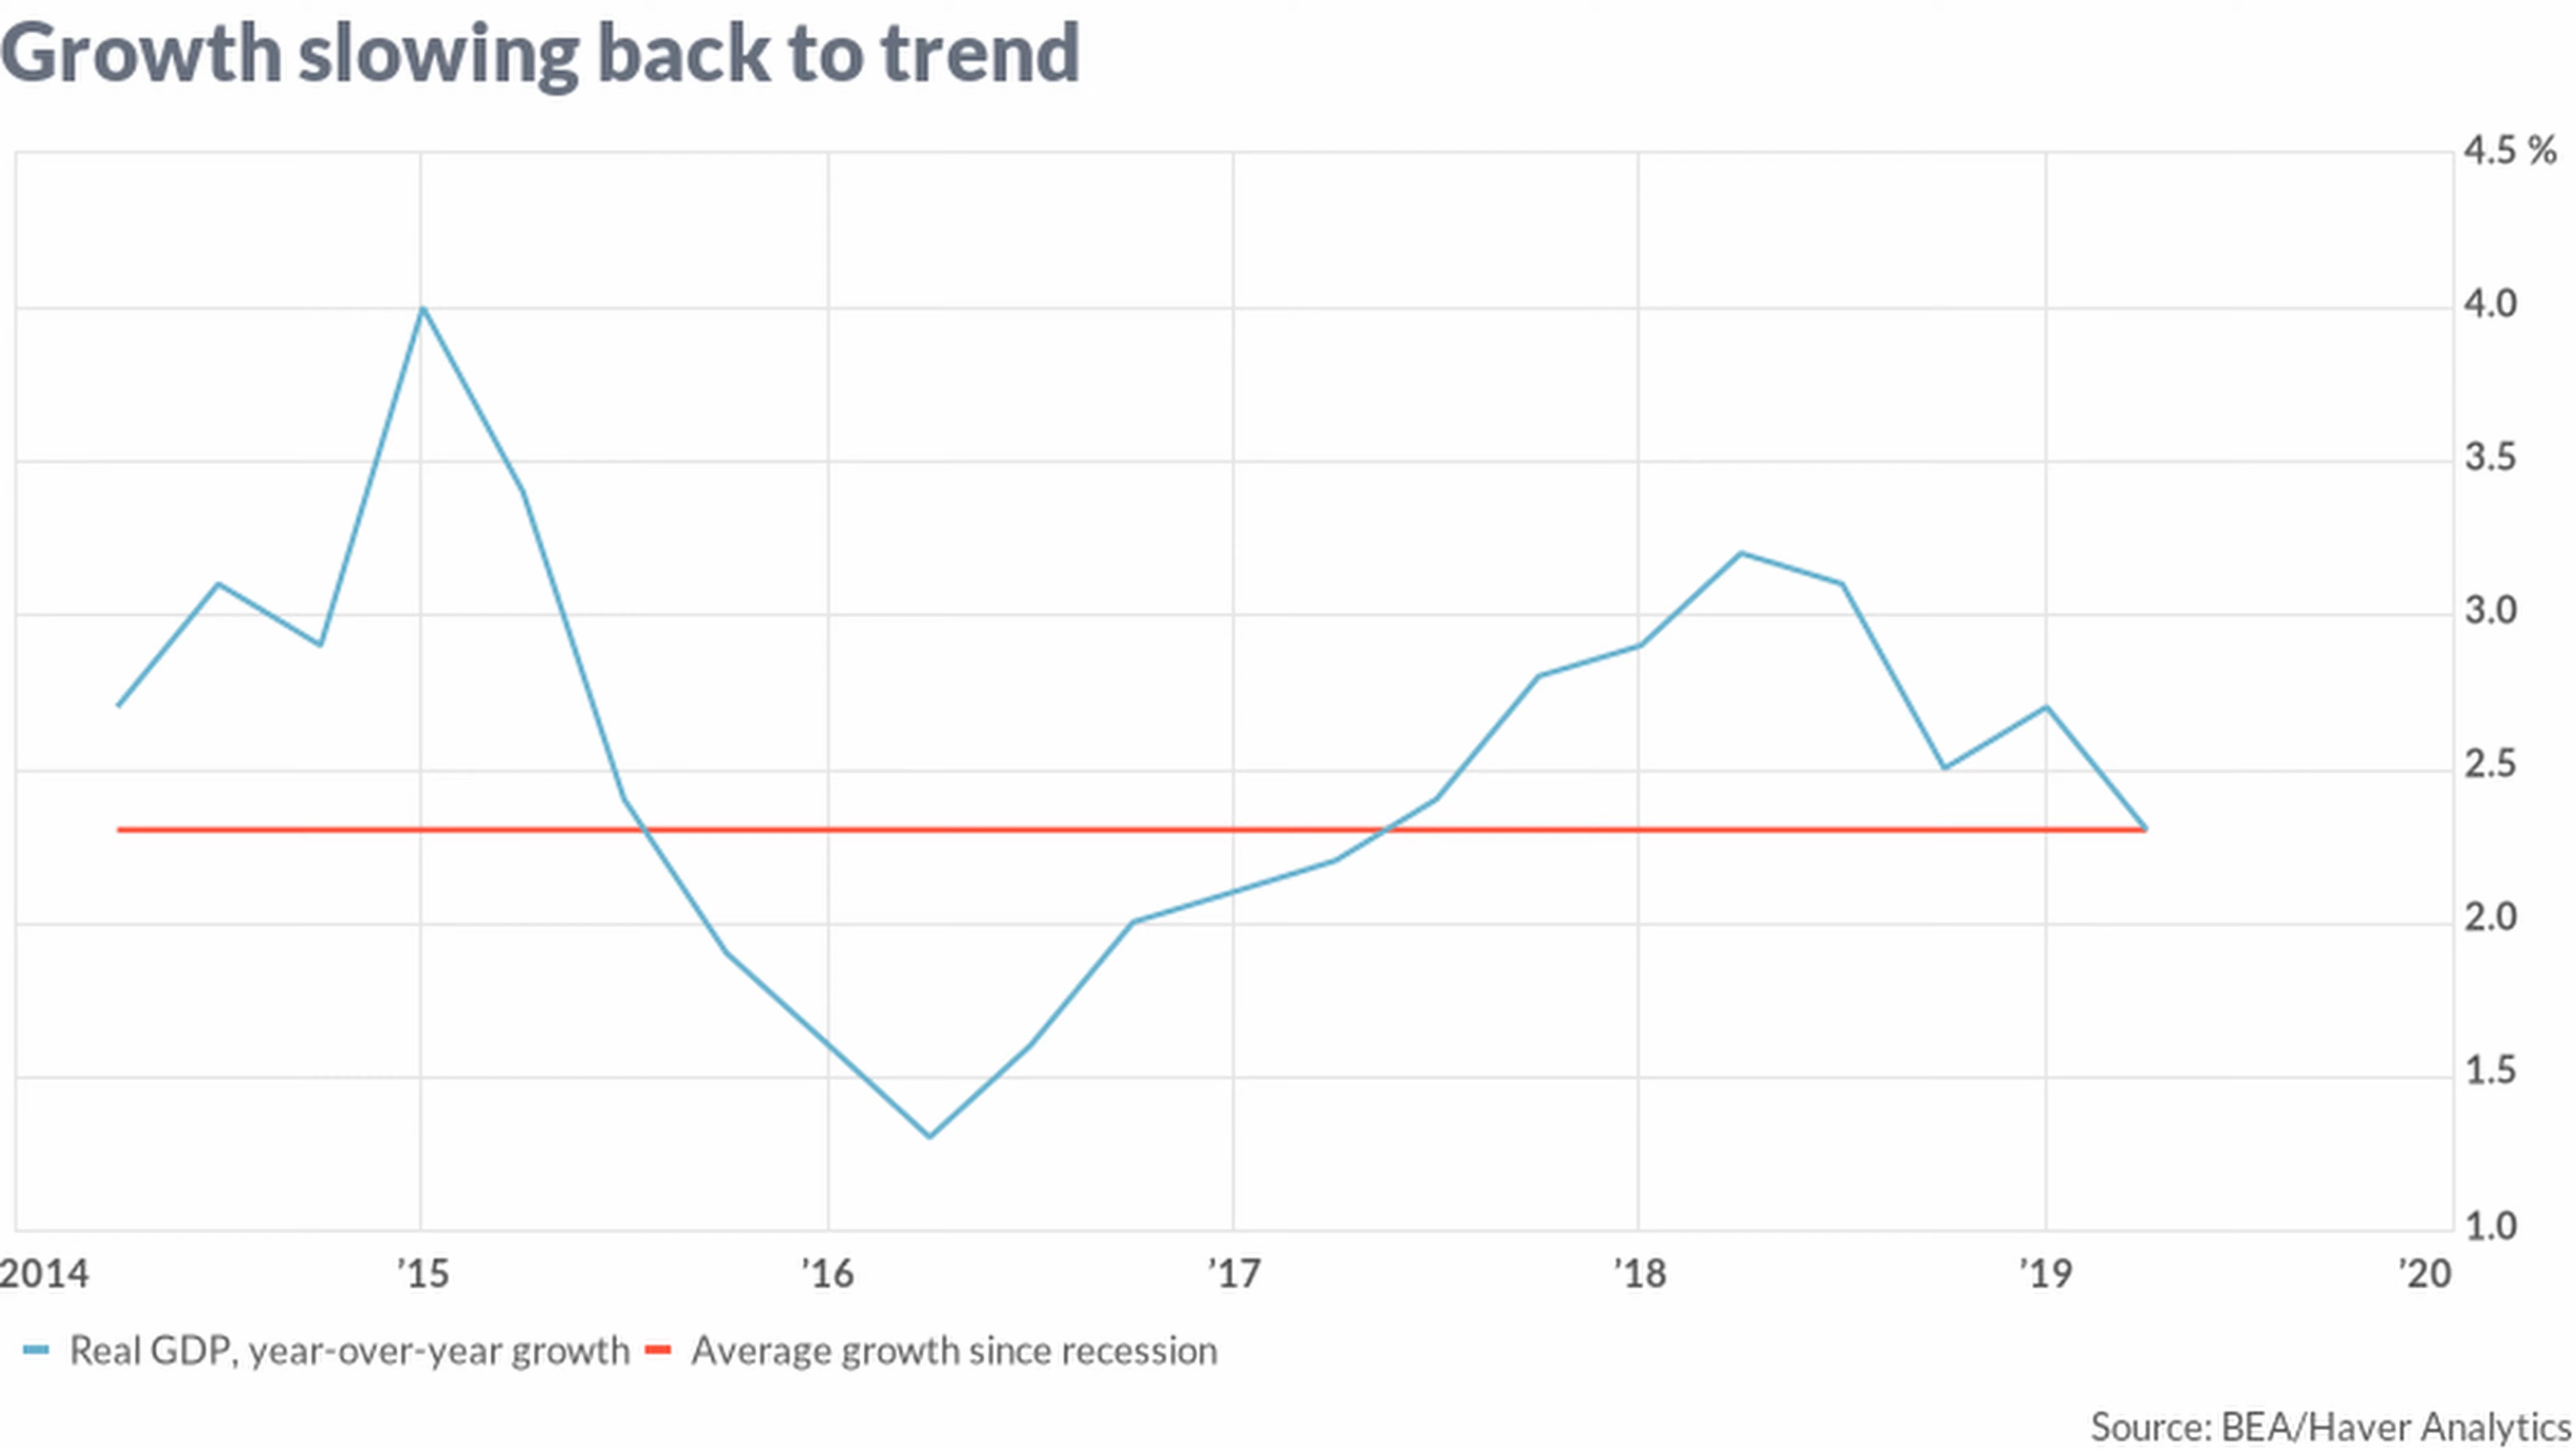 Growth slowing back to trend
4.5 %
4.0
3.5
3.0
2.5
2.0
1.5
1.0
2014 ’15 ’16 ’17 ’18 ’19 ’20
Real GDP, year-over-year growth Average growth since recession
Source: BEA/Haver Analytics